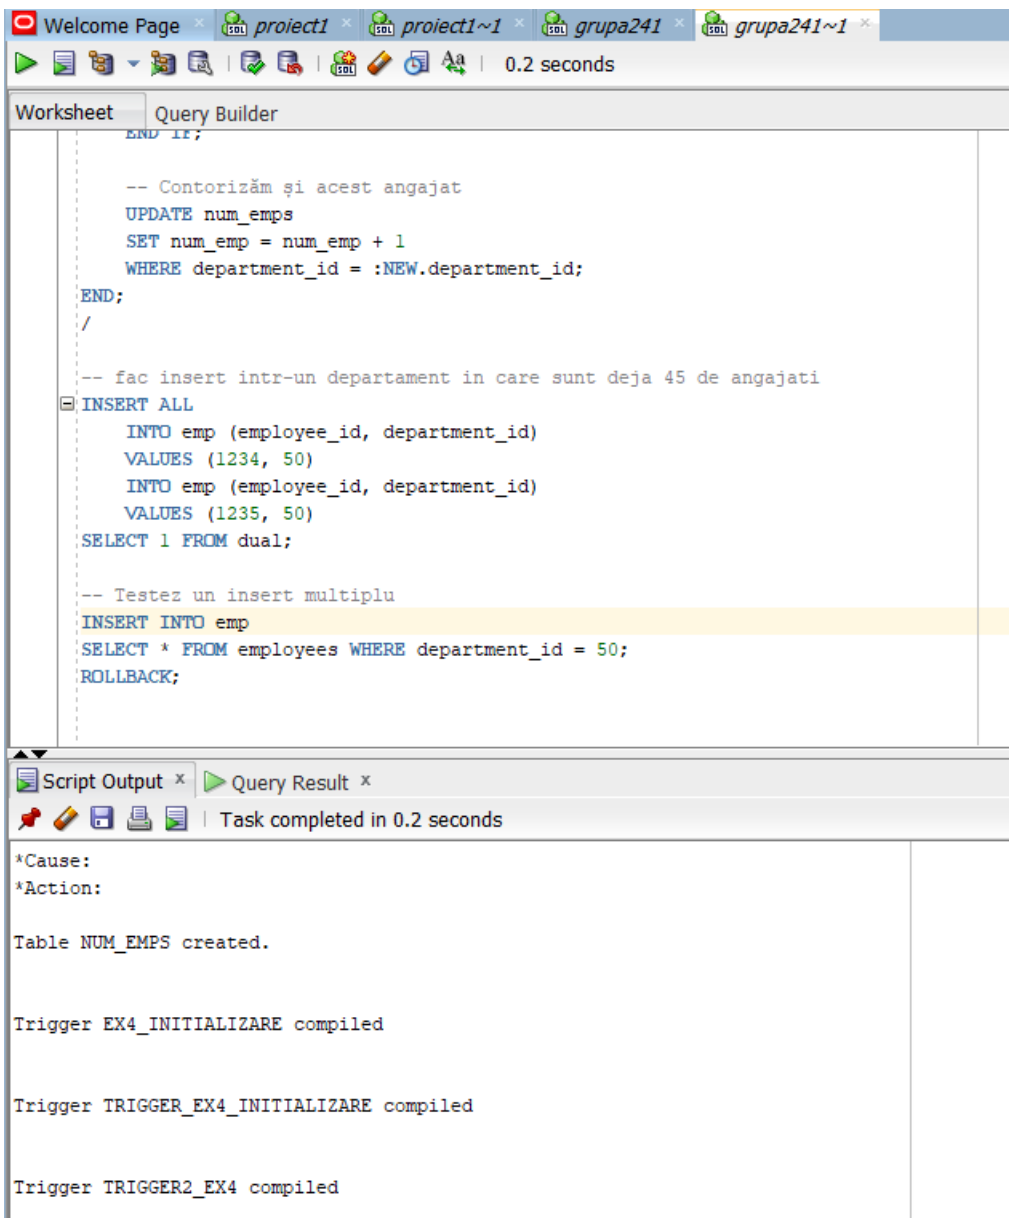 Welcome Page × proiect1 × proiect1~1 × grupa241 × grupa241~1 ×
0.2 seconds
Worksheet Query Builder
END IF;
-- Contorizăm și acest angajat
UPDATE num_emps
SET num_emp = num_emp + 1
WHERE department_id = :NEW.department_id;
END;
/
-- fac insert intr-un departament in care sunt deja 45 de angajati
INSERT ALL
INTO emp (employee_id, department_id)
VALUES (1234, 50)
INTO emp (employee_id, department_id)
VALUES (1235, 50)
SELECT 1 FROM dual;
-- Testez un insert multiplu
INSERT INTO emp
SELECT * FROM employees WHERE department_id = 50;
ROLLBACK;
Script Output × Query Result ×
Task completed in 0.2 seconds
*Cause:
*Action:
Table NUM_EMPS created.
Trigger EX4_INITIALIZARE compiled
Trigger TRIGGER_EX4_INITIALIZARE compiled
Trigger TRIGGER2_EX4 compiled